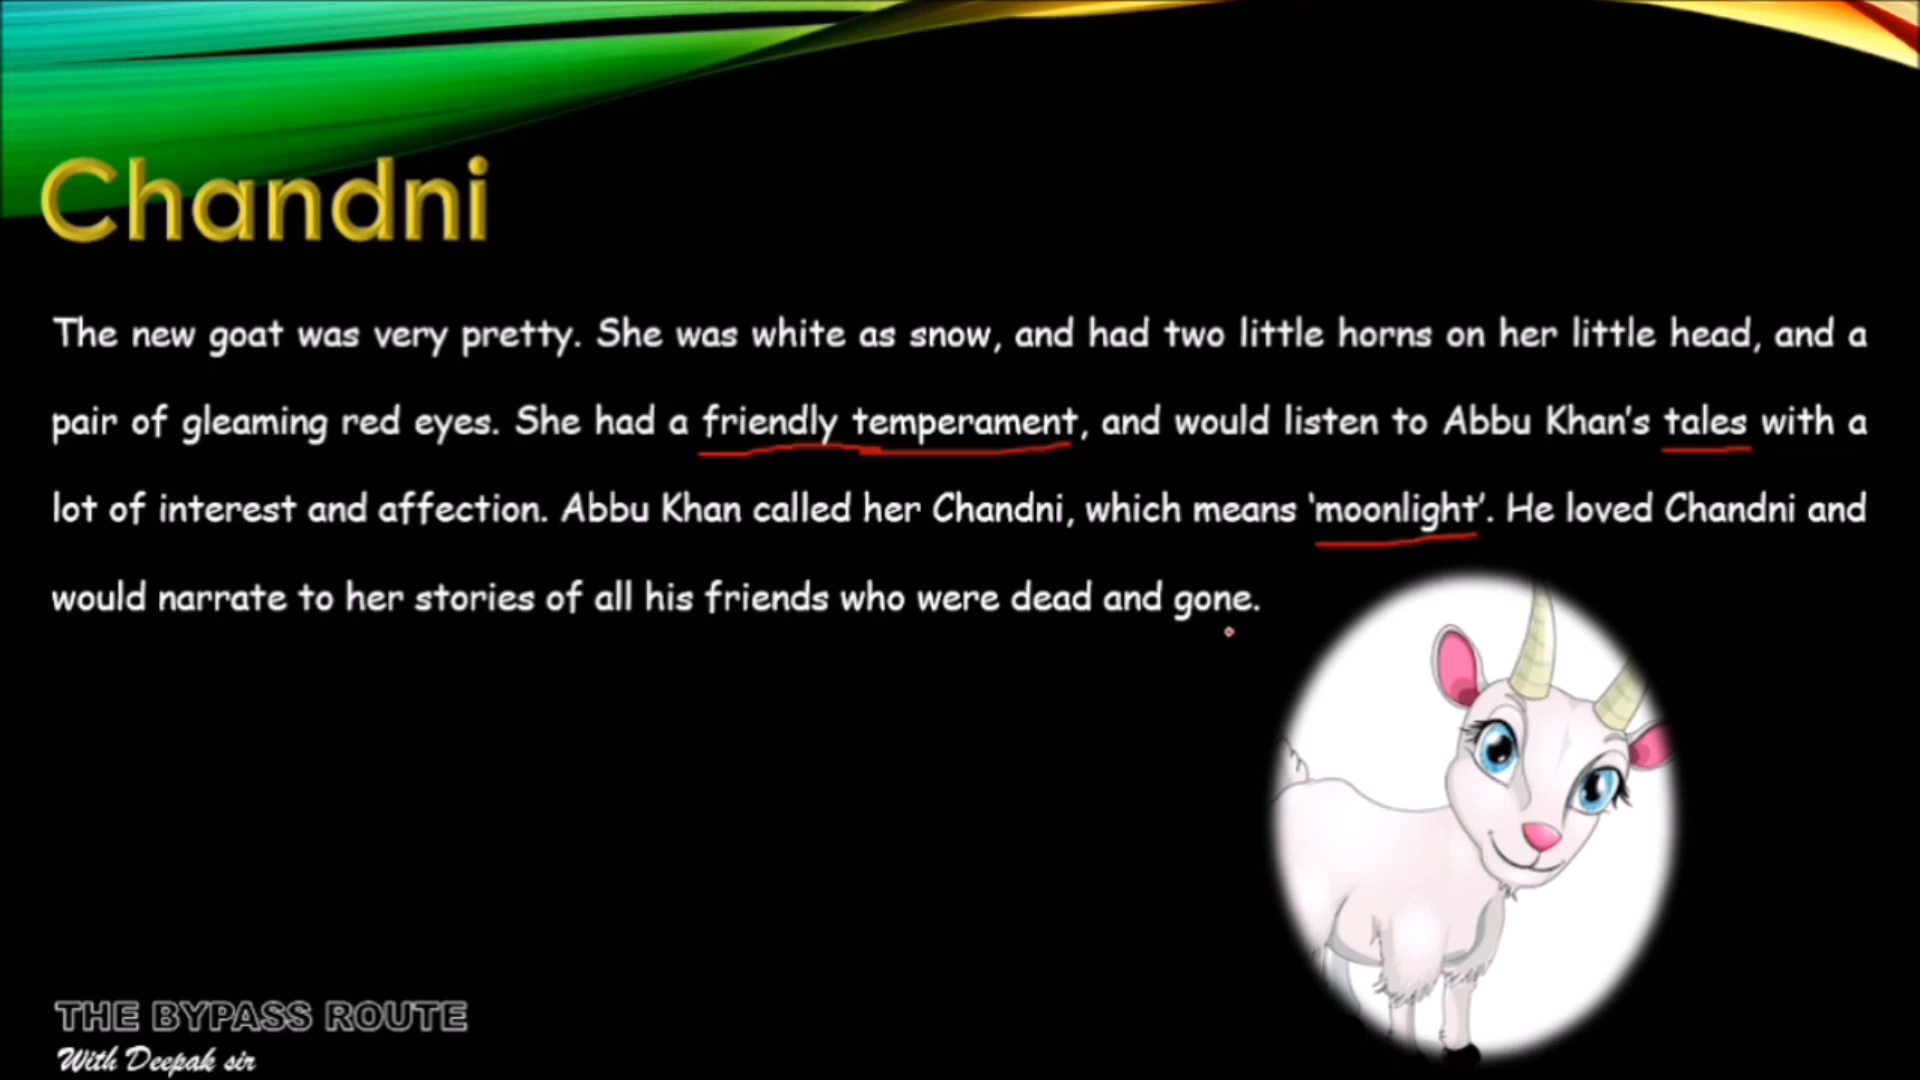 Chandni
The new goat was very pretty. She was white as snow, and had two little horns on her little head, and a
pair of gleaming red eyes. She had a friendly temperament, and would listen to Abbu Khan's tales with a
lot of interest and affection. Abbu Khan called her Chandni, which means 'moonlight'. He loved Chandni and
would narrate to her stories of all his friends who were dead and gone.
THE BYPASS ROUTE
With Deepak sir